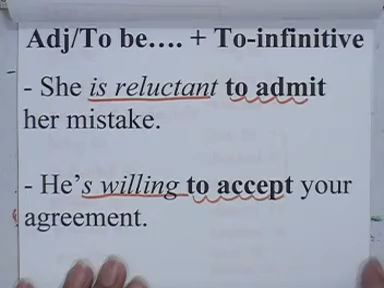 Adj/To be.... + To-infinitive
- She is reluctant to admit
her mistake.
- He's willing to accept your
agreement.